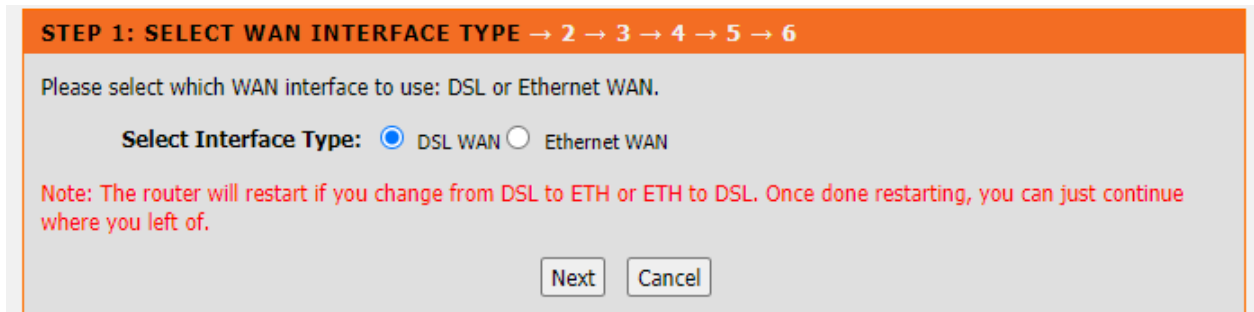 STEP 1: SELECT WAN INTERFACE TYPE → 2 → 3 → 4 → 5 → 6
Please select which WAN interface to use: DSL or Ethernet WAN.
Select Interface Type: DSL WAN Ethernet WAN
Note: The router will restart if you change from DSL to ETH or ETH to DSL. Once done restarting, you can just continue
where you left of.
Next Cancel